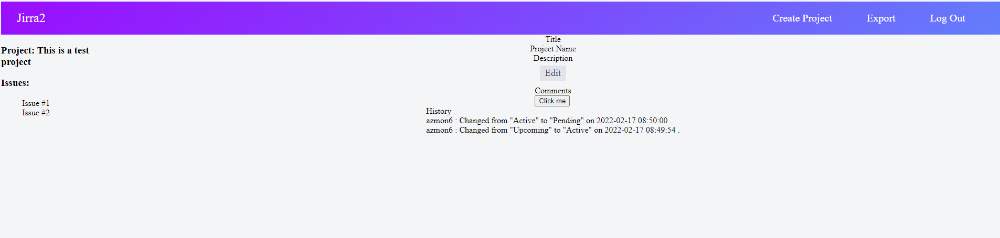 Jirra2
Create Project
Export
Log Out
Project: This is a test
project
Issues:
Issue #1
Issue #2
Title
Project Name
Description
Edit
Comments
Click me
History
azmon6 : Changed from "Active" to "Pending" on 2022-02-17 08:50:00 .
azmon6 : Changed from "Upcoming" to "Active" on 2022-02-17 08:49:54 .